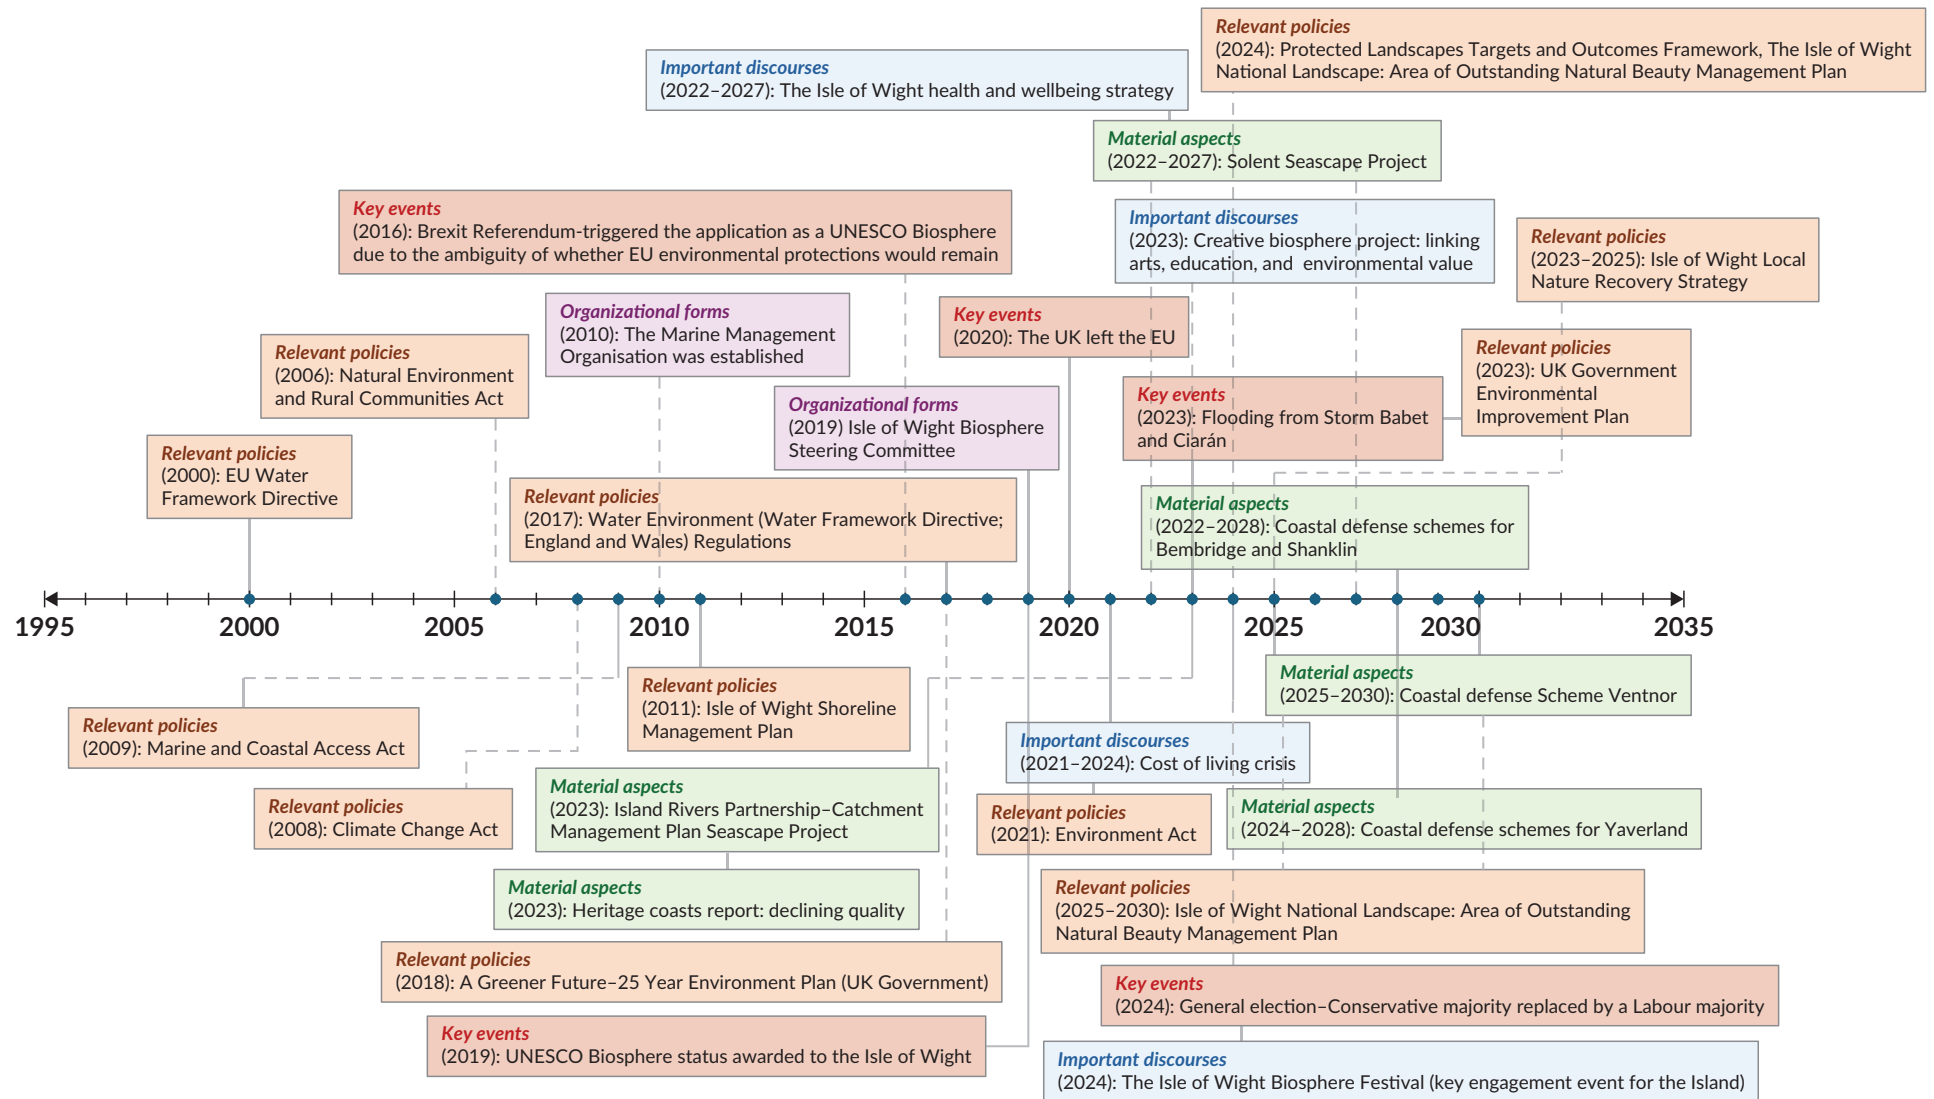 Relevant policies
(2024): Protected Landscapes Targets and Outcomes Framework, The Isle of Wight
National Landscape: Area of Outstanding Natural Beauty Management Plan
Important discourses
(2022–2027): The Isle of Wight health and wellbeing strategy
Material aspects
(2022–2027): Solent Seascape Project
Key events
(2016): Brexit Referendum-triggered the application as a UNESCO Biosphere
due to the ambiguity of whether EU environmental protections would remain
Important discourses
(2023): Creative biosphere project: linking
arts, education, and environmental value
Relevant policies
(2023–2025): Isle of Wight Local
Nature Recovery Strategy
Organizational forms
(2010): The Marine Management
Organisation was established
Key events
(2020): The UK left the EU
Relevant policies
(2006): Natural Environment
and Rural Communities Act
Relevant policies
(2023): UK Government
Environmental
Improvement Plan
Organizational forms
(2019) Isle of Wight Biosphere
Steering Committee
Key events
(2023): Flooding from Storm Babet
and Ciarán
Relevant policies
(2000): EU Water
Framework Directive
Relevant policies
(2017): Water Environment (Water Framework Directive;
England and Wales) Regulations
Material aspects
(2022–2028): Coastal defense schemes for
Bembridge and Shanklin
1995 2000 2005 2010 2015 2020 2025 2030 2035
Relevant policies
(2009): Marine and Coastal Access Act
Relevant policies
(2011): Isle of Wight Shoreline
Management Plan
Material aspects
(2025–2030): Coastal defense Scheme Ventnor
Important discourses
(2021–2024): Cost of living crisis
Relevant policies
(2008): Climate Change Act
Material aspects
(2023): Island Rivers Partnership–Catchment
Management Plan Seascape Project
Relevant policies
(2021): Environment Act
Material aspects
(2024–2028): Coastal defense schemes for Yaverland
Material aspects
(2023): Heritage coasts report: declining quality
Relevant policies
(2025–2030): Isle of Wight National Landscape: Area of Outstanding
Natural Beauty Management Plan
Relevant policies
(2018): A Greener Future–25 Year Environment Plan (UK Government)
Key events
(2024): General election–Conservative majority replaced by a Labour majority
Key events
(2019): UNESCO Biosphere status awarded to the Isle of Wight
Important discourses
(2024): The Isle of Wight Biosphere Festival (key engagement event for the Island)